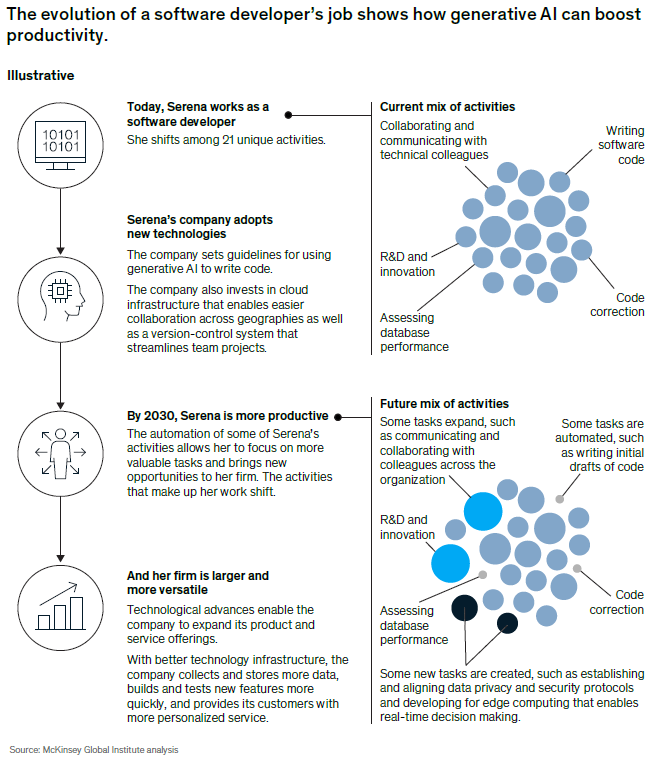 The evolution of a software developer's job shows how generative AI can boost
productivity.
Illustrative
10101
10101
Today, Serena works as a
software developer
She shifts among 21 unique activities.
Current mix of activities
Collaborating and
communicating with
technical colleagues
Writing
software
code
R&D and
innovation
Assessing
database
performance
Code
correction
Serena's company adopts
new technologies
The company sets guidelines for using
generative AI to write code.
The company also invests in cloud
infrastructure that enables easier
collaboration across geographies as well
as a version-control system that
streamlines team projects.
By 2030, Serena is more productive
The automation of some of Serena's
activities allows her to focus on more
valuable tasks and brings new
opportunities to her firm. The activities
that make up her work shift.
Future mix of activities
Some tasks expand, such
as communicating and
collaborating with
colleagues across the
organization
Some tasks are
automated, such
as writing initial
drafts of code
R&D and
innovation
Assessing
database
performance
Code
correction
Some new tasks are created, such as establishing
and aligning data privacy and security protocols
and developing for edge computing that enables
real-time decision making.
And her firm is larger and
more versatile
Technological advances enable the
company to expand its product and
service offerings.
With better technology infrastructure, the
company collects and stores more data,
builds and tests new features more
quickly, and provides its customers with
more personalized service.
Source: McKinsey Global Institute analysis